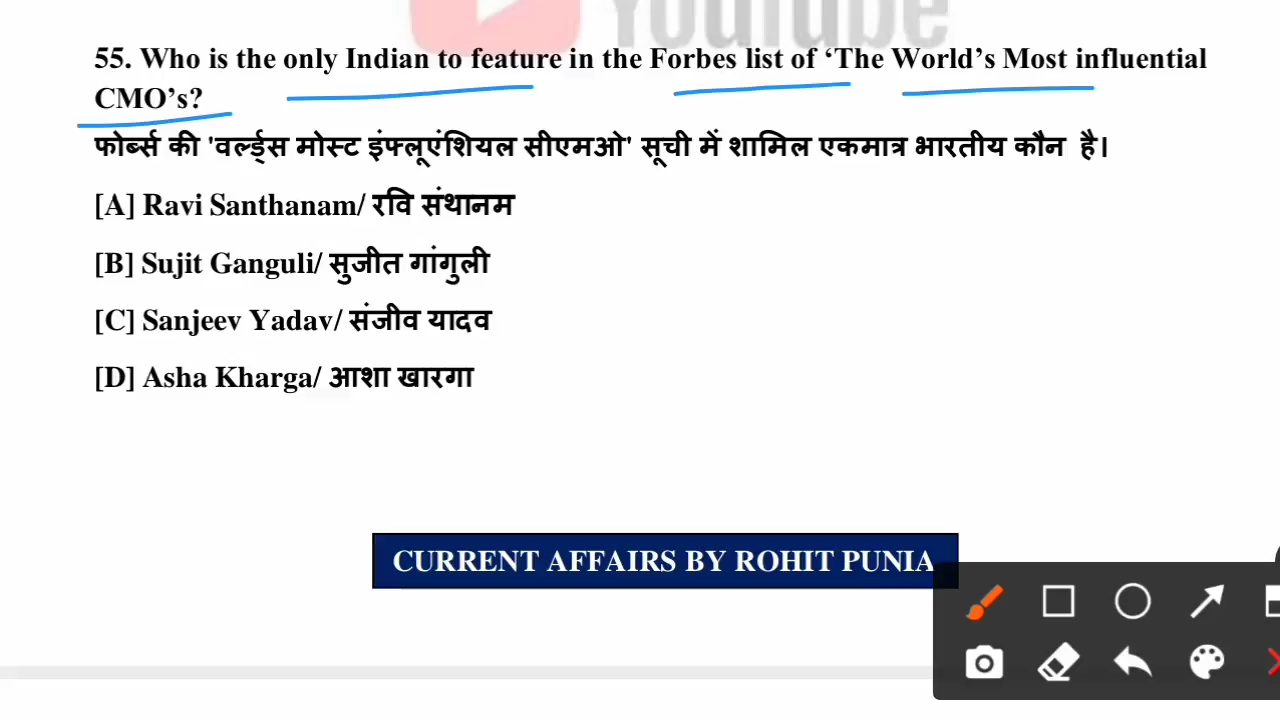 YouTube
55. Who is the only Indian to feature in the Forbes list of ‘The World’s Most influential
CMO’s?
फोर्ब्स की 'वर्ल्ड्स मोस्ट इंफ्लूएंशियल सीएमओ' सूची में शामिल एकमात्र भारतीय कौन है।
[A] Ravi Santhanam/ रवि संथानम
[B] Sujit Ganguli/ सुजीत गांगुली
[C] Sanjeev Yadav/ संजीव यादव
[D] Asha Kharga/ आशा खारगा
CURRENT AFFAIRS BY ROHIT PUNIA